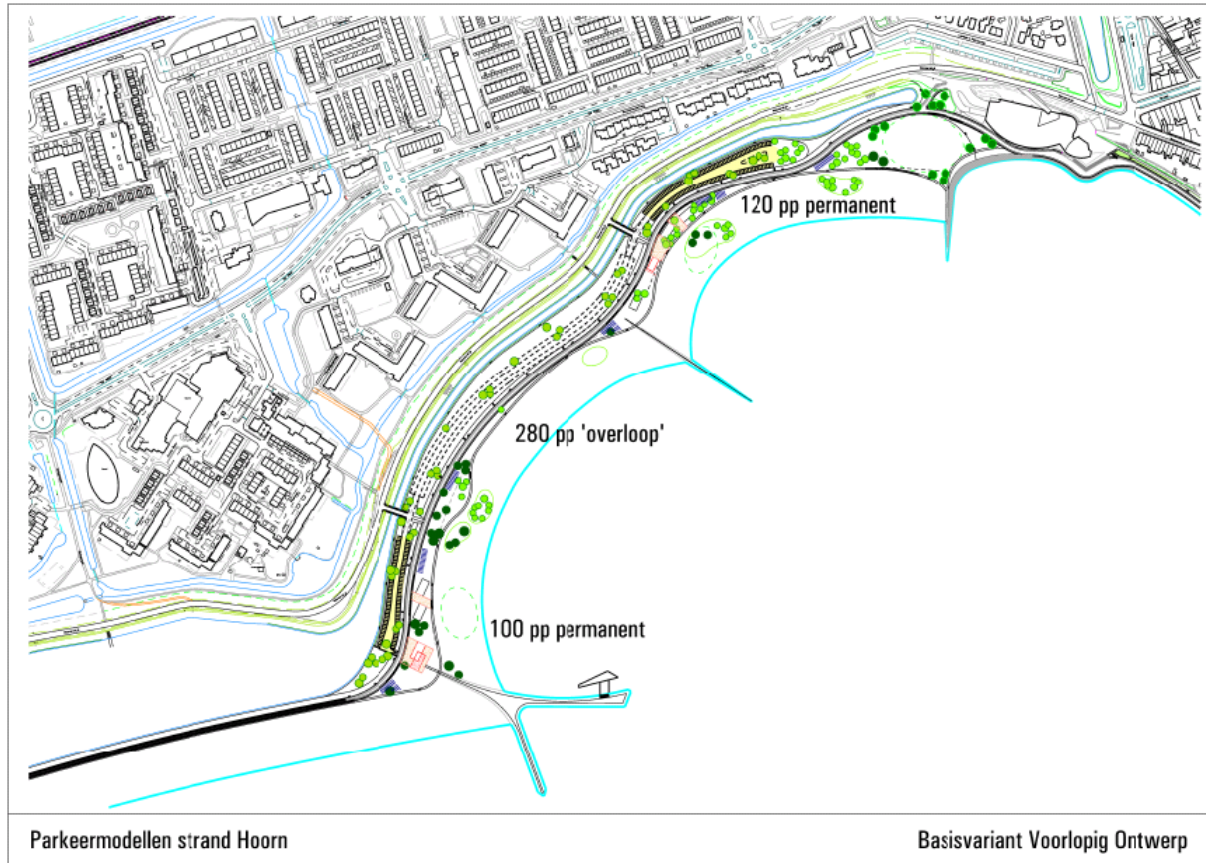 120 pp permanent
280 pp 'overloop'
100 pp permanent
Parkeermodellen strand Hoorn
Basisvariant Voorlopig Ontwerp